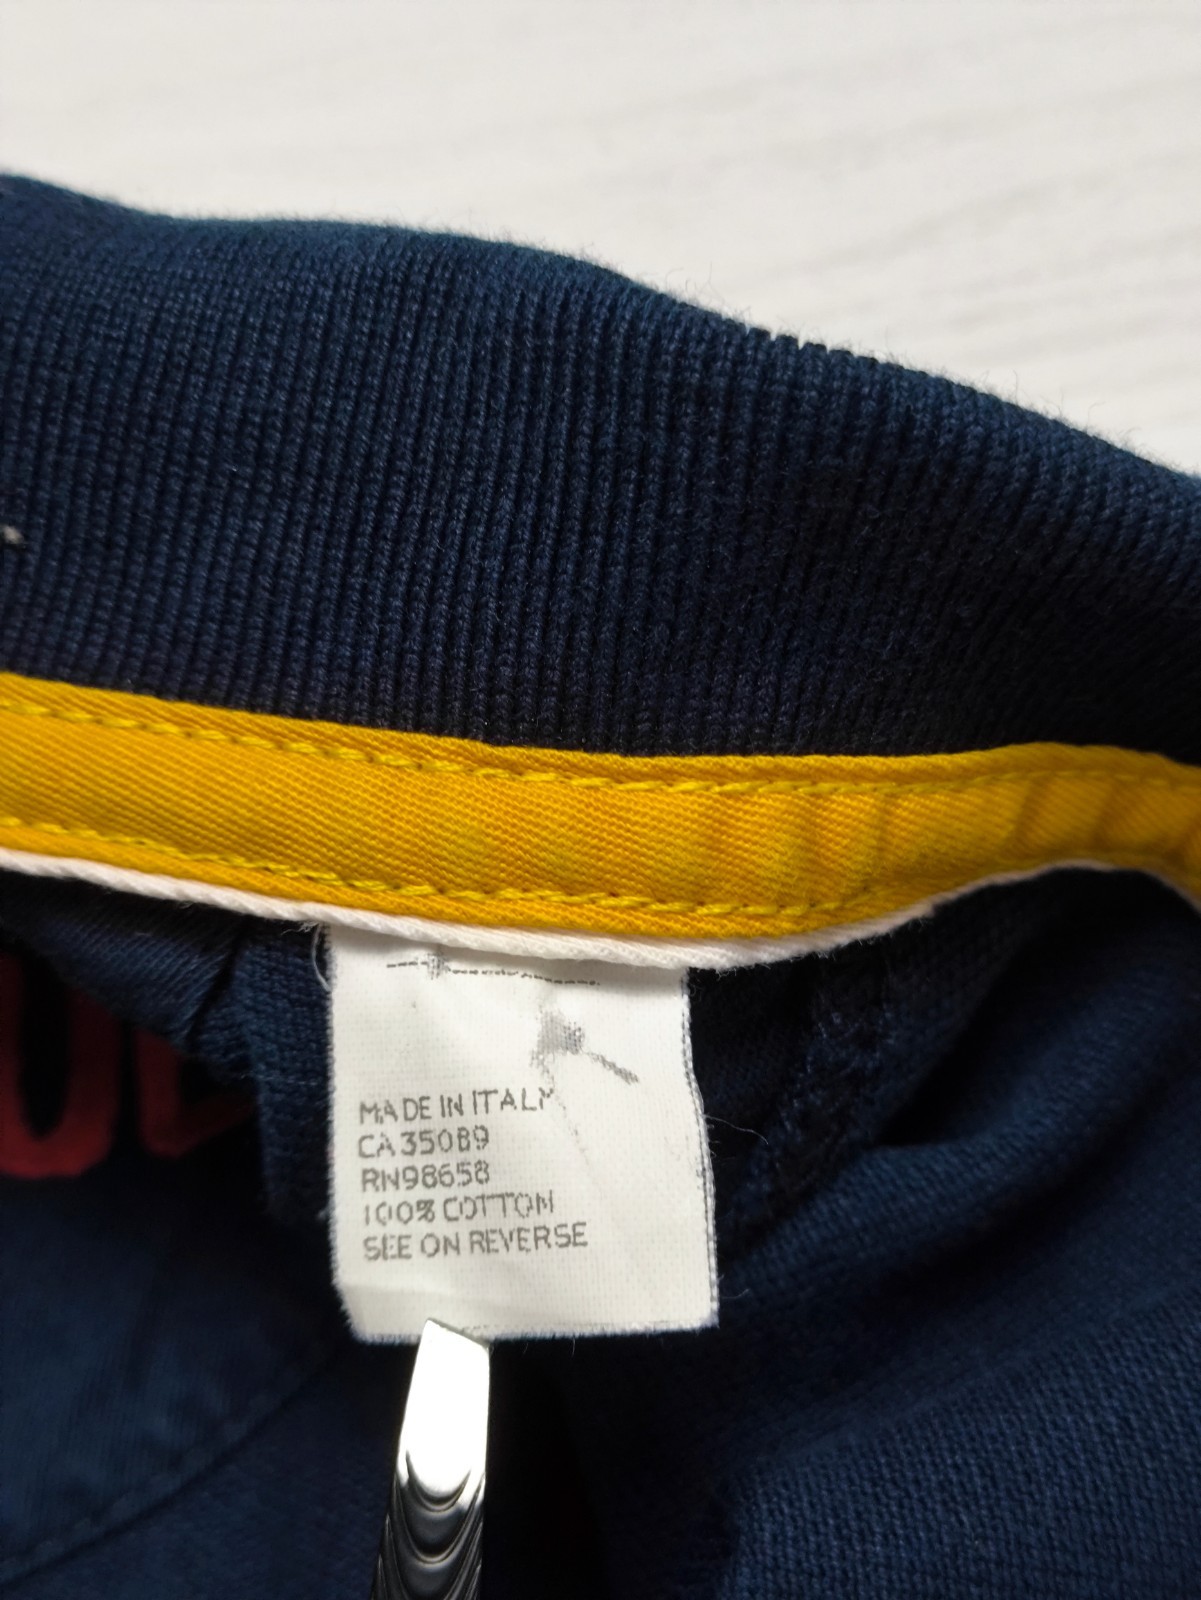 MADE IN ITALY
CA35089
RN98658
100% COTTON
SEE ON REVERSE